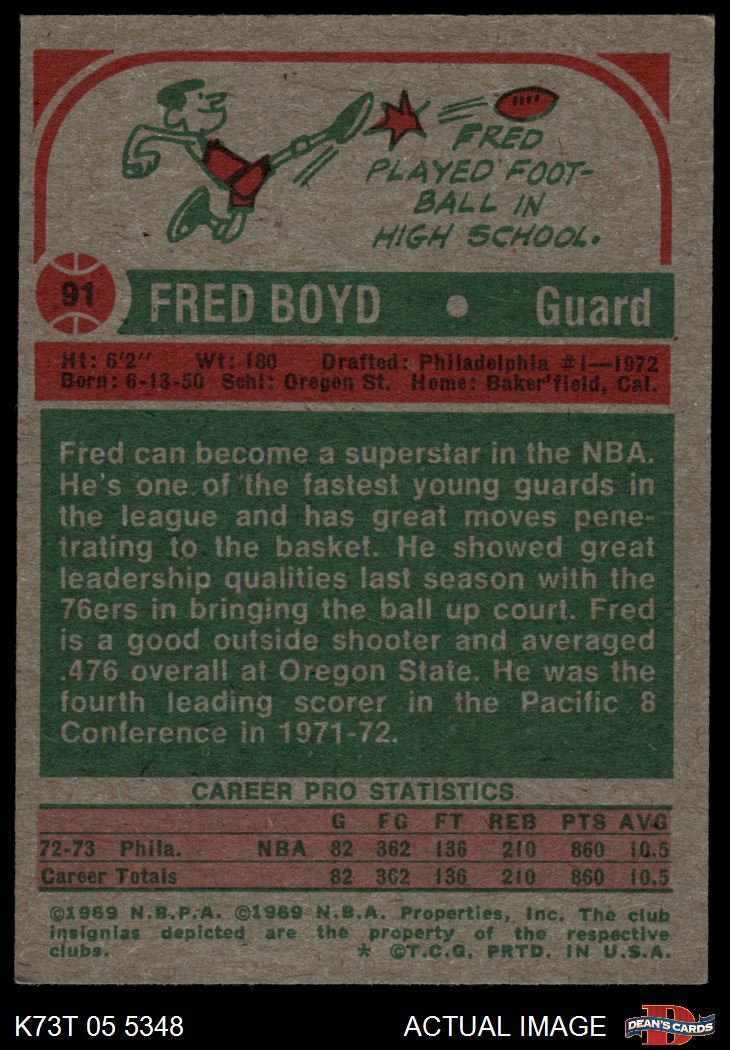 FRED
PLAYED FOOT-
BALL IN
HIGH SCHOOL.
91 FRED BOYD • Guard
Ht: 6'2" Wt: 180 Drafted: Philadelphia #1—1972
Born: 6-13-50 Schl: Oregon St. Home: Baker'field, Cal.
Fred can become a superstar in the NBA.
He's one of the fastest young guards in
the league and has great moves pene-
trating to the basket. He showed great
leadership qualities last season with the
76ers in bringing the ball up court. Fred
is a good outside shooter and averaged
.476 overall at Oregon State. He was the
fourth leading scorer in the Pacific 8
Conference in 1971-72.
CAREER PRO STATISTICS
G FG FT REB PTS AVG
72-73 Phila. NBA 82 362 136 210 860 10.5
Career Totals 82 362 136 210 860 10.5
©1969 N.B.P.A. ©1969 N.B.A. Properties, Inc. The club
insignias depicted are the property of the respective
clubs. * ©T.C.G. PRTD. IN U.S.A.
K73T 05 5348 ACTUAL IMAGE D DEAN'S CARDS